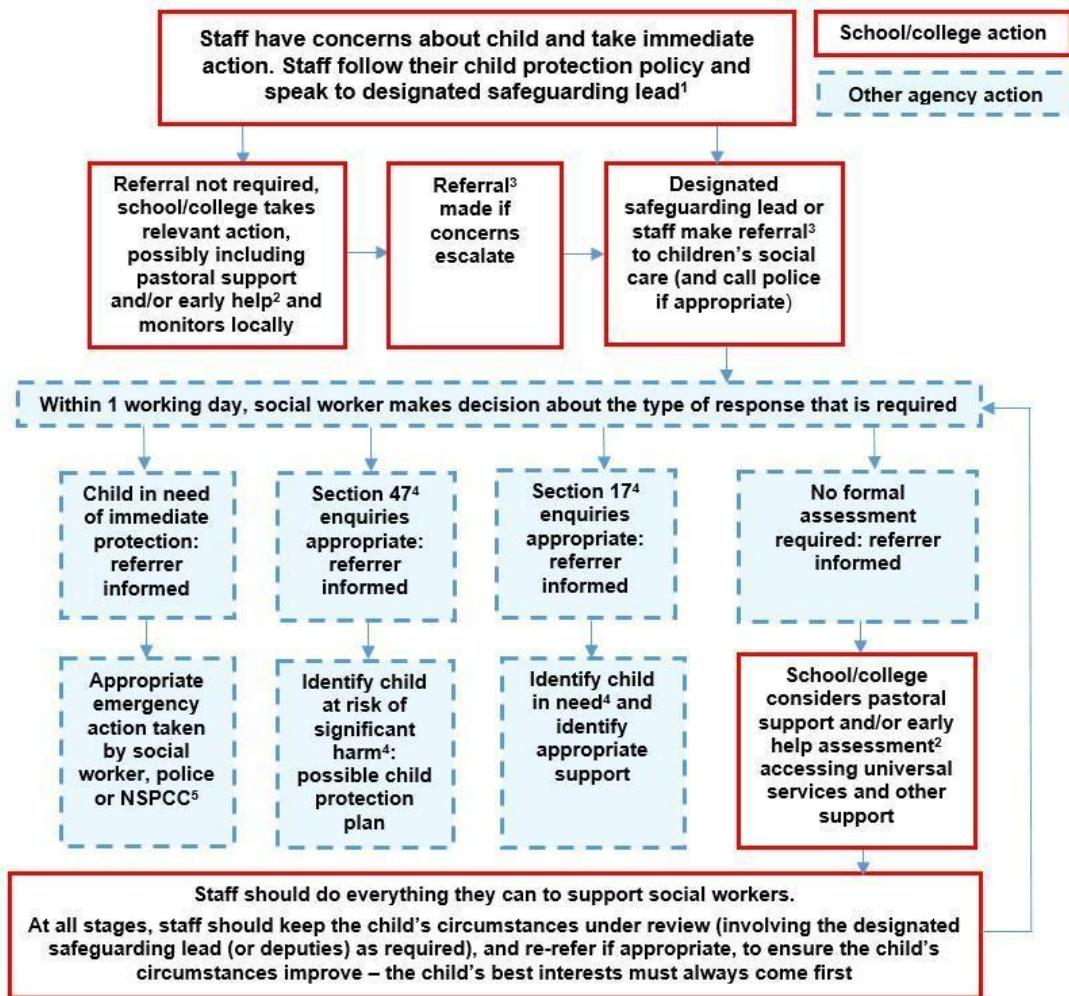 Staff have concerns about child and take immediate
action. Staff follow their child protection policy and
speak to designated safeguarding lead¹
School/college action
Other agency action
Referral not required,
school/college takes
relevant action,
possibly including
pastoral support
and/or early help² and
monitors locally
Referral³
made if
concerns
escalate
Designated
safeguarding lead or
staff make referral³
to children’s social
care (and call police
if appropriate)
Within 1 working day, social worker makes decision about the type of response that is required
Child in need
of immediate
protection:
referrer
informed
Section 47⁴
enquiries
appropriate:
referrer
informed
Section 17⁴
enquiries
appropriate:
referrer
informed
No formal
assessment
required: referrer
informed
Appropriate
emergency
action taken
by social
worker, police
or NSPCC⁵
Identify child
at risk of
significant
harm⁴:
possible child
protection
plan
Identify child
in need⁴ and
identify
appropriate
support
School/college
considers pastoral
support and/or early
help assessment²
accessing universal
services and other
support
Staff should do everything they can to support social workers.
At all stages, staff should keep the child’s circumstances under review (involving the designated
safeguarding lead (or deputies) as required), and re-refer if appropriate, to ensure the child’s
circumstances improve – the child’s best interests must always come first